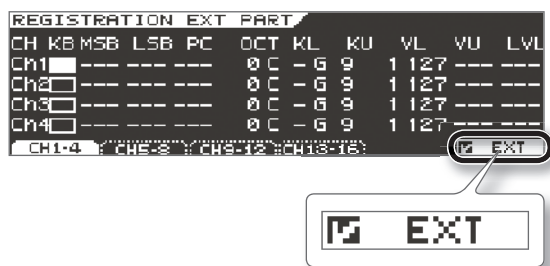 REGISTRATION EXT PART
CH KB MSB LSB PC OCT KL KU VL VU LVL
Ch1 --- --- --- 0 C - G 9 1 127 --- ---
Ch2 --- --- --- 0 C - G 9 1 127 --- ---
Ch3 --- --- --- 0 C - G 9 1 127 --- ---
Ch4 --- --- --- 0 C - G 9 1 127 --- ---
CH1-4 CH5-8 CH9-12 CH13-16 EXT
EXT